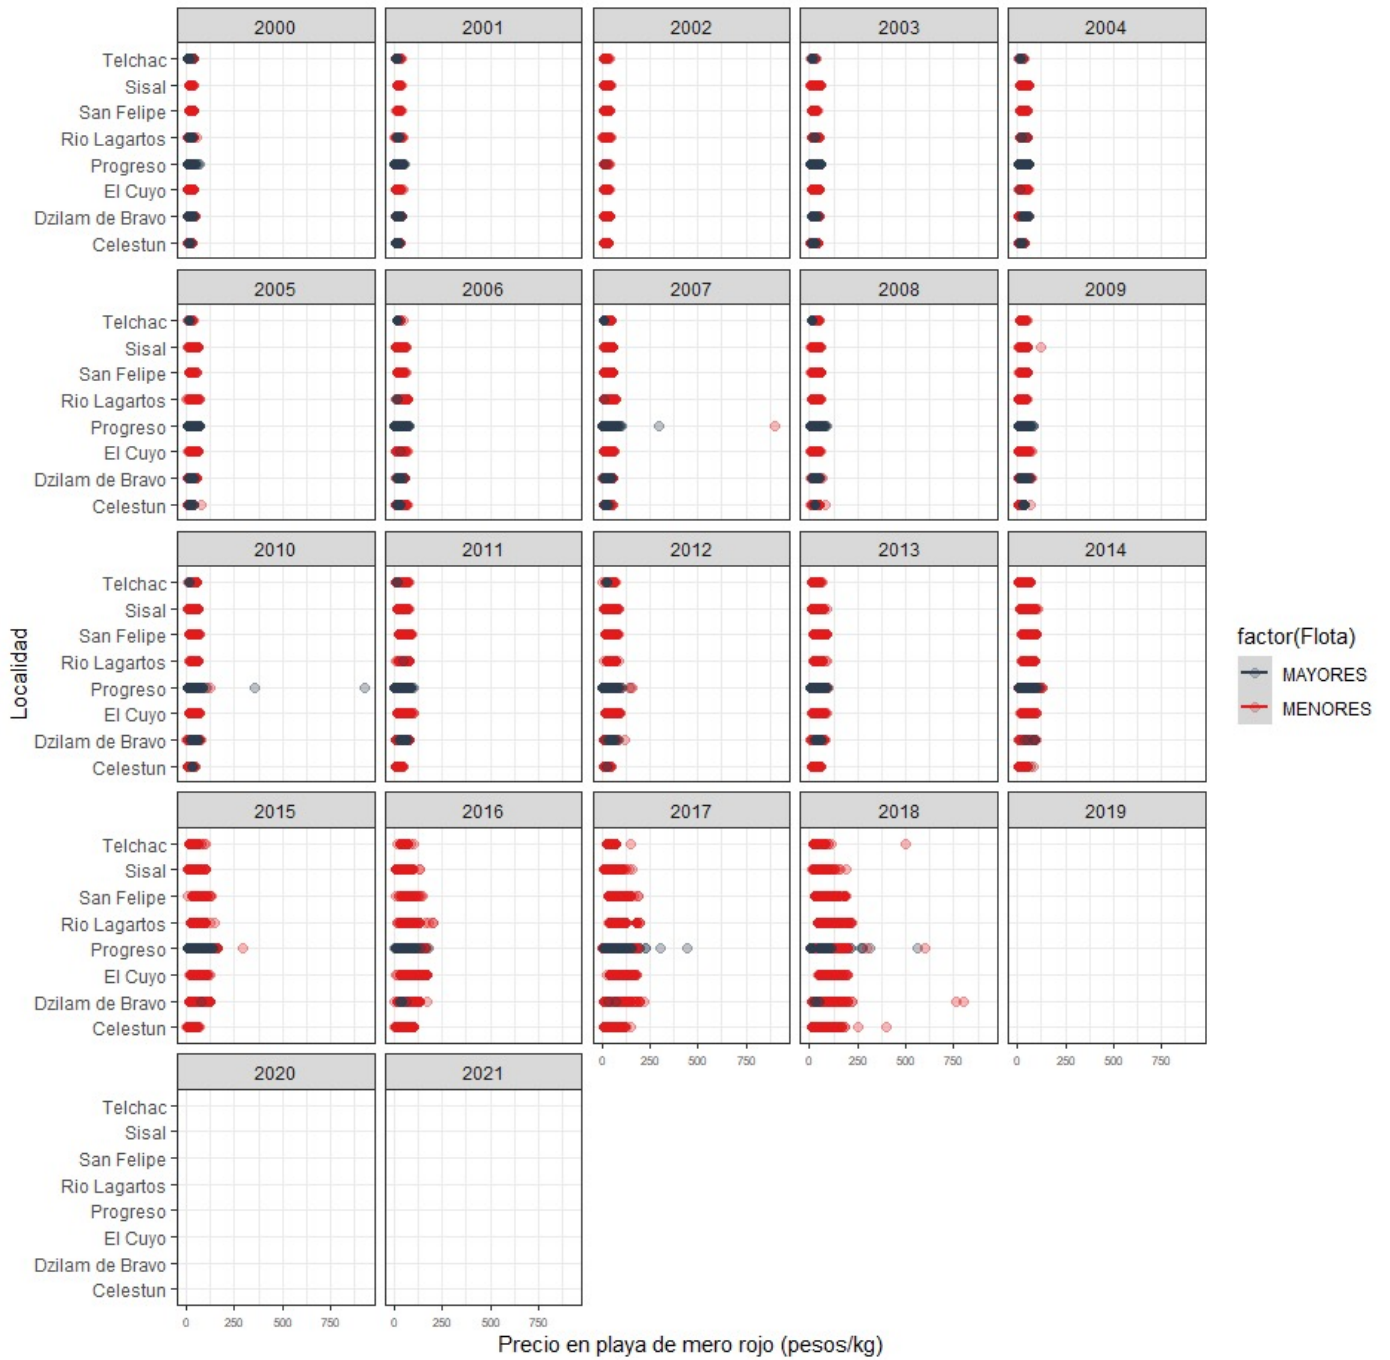 2000 2001 2002 2003 2004
Telchac
Sisal
San Felipe
Rio Lagartos
Progreso
El Cuyo
Dzilam de Bravo
Celestun
2005 2006 2007 2008 2009
Telchac
Sisal
San Felipe
Rio Lagartos
Progreso
El Cuyo
Dzilam de Bravo
Celestun
2010 2011 2012 2013 2014
Telchac
Sisal
San Felipe
Rio Lagartos
Progreso
El Cuyo
Dzilam de Bravo
Celestun
2015 2016 2017 2018 2019
Telchac
Sisal
San Felipe
Rio Lagartos
Progreso
El Cuyo
Dzilam de Bravo
Celestun
0 250 500 750 0 250 500 750 0 250 500 750
2020 2021
Telchac
Sisal
San Felipe
Rio Lagartos
Progreso
El Cuyo
Dzilam de Bravo
Celestun
0 250 500 750 0 250 500 750
Precio en playa de mero rojo (pesos/kg)
Localidad
factor(Flota)
MAYORES
MENORES